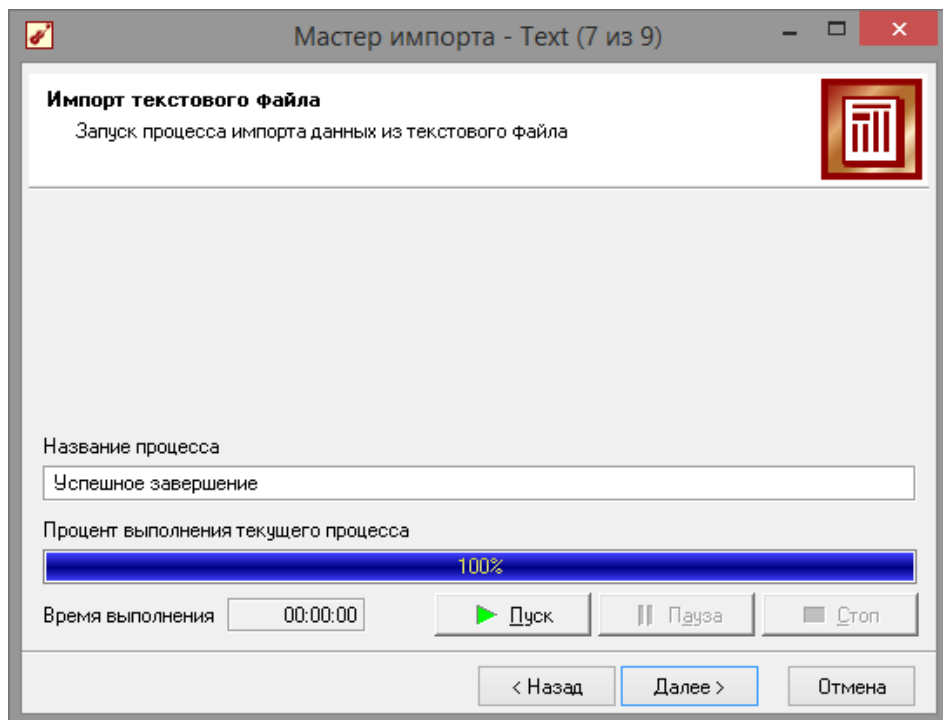 Мастер импорта - Text (7 из 9)
Импорт текстового файла
Запуск процесса импорта данных из текстового файла
Название процесса
Успешное завершение
Процент выполнения текущего процесса
100%
Время выполнения 00:00:00 Пуск Пауза Стоп
< Назад Далее > Отмена